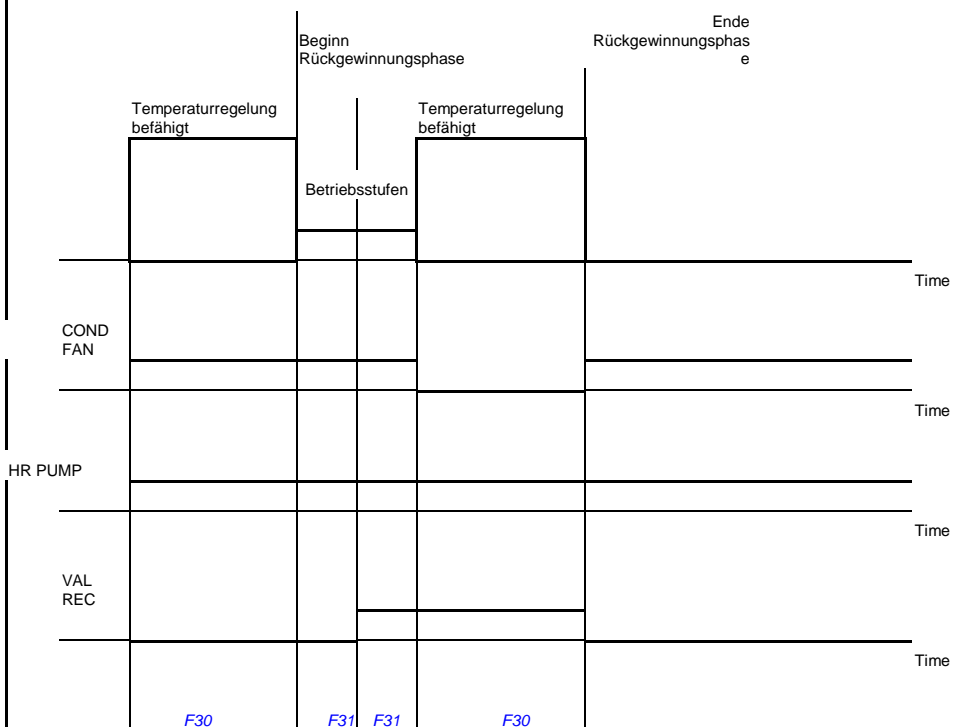 Ende
Beginn
Rückgewinnungsphas
Rückgewinnungsphase
e
Temperaturregelung
befähigt
Temperaturregelung
befähigt
Betriebsstufen
Time
COND
FAN
Time
HR PUMP
Time
VAL
REC
Time
F30
F31
F31
F30